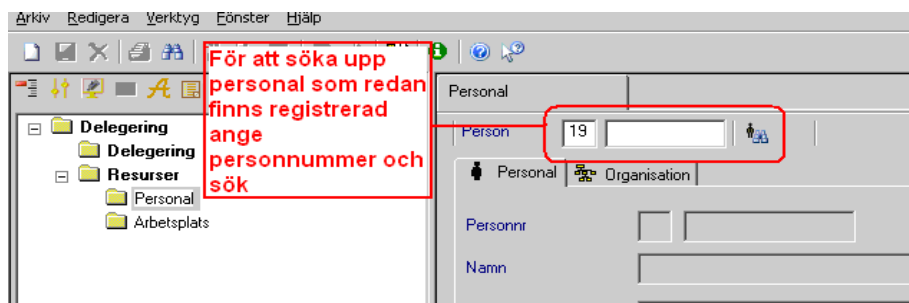 Arkiv Redigera Verktyg Fönster Hjälp
För att söka upp
personal som redan
finns registrerad
ange
personnummer och
sök
Delegering
Delegering
Resurser
Personal
Arbetsplats
Personal
Person 19
Personal Organisation
Personnr
Namn